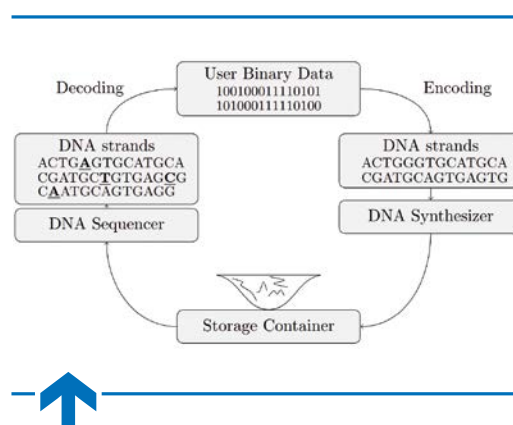 User Binary Data
100100011110101
101000111110100
Decoding
Encoding
DNA strands
ACTGAGTGCATGCA
CGATGCTGTGAGCG
CAATGCAGTGAGG
DNA Sequencer
DNA strands
ACTGGGTGCATGCA
CGATGCAGTGAGTG
DNA Synthesizer
Storage Container